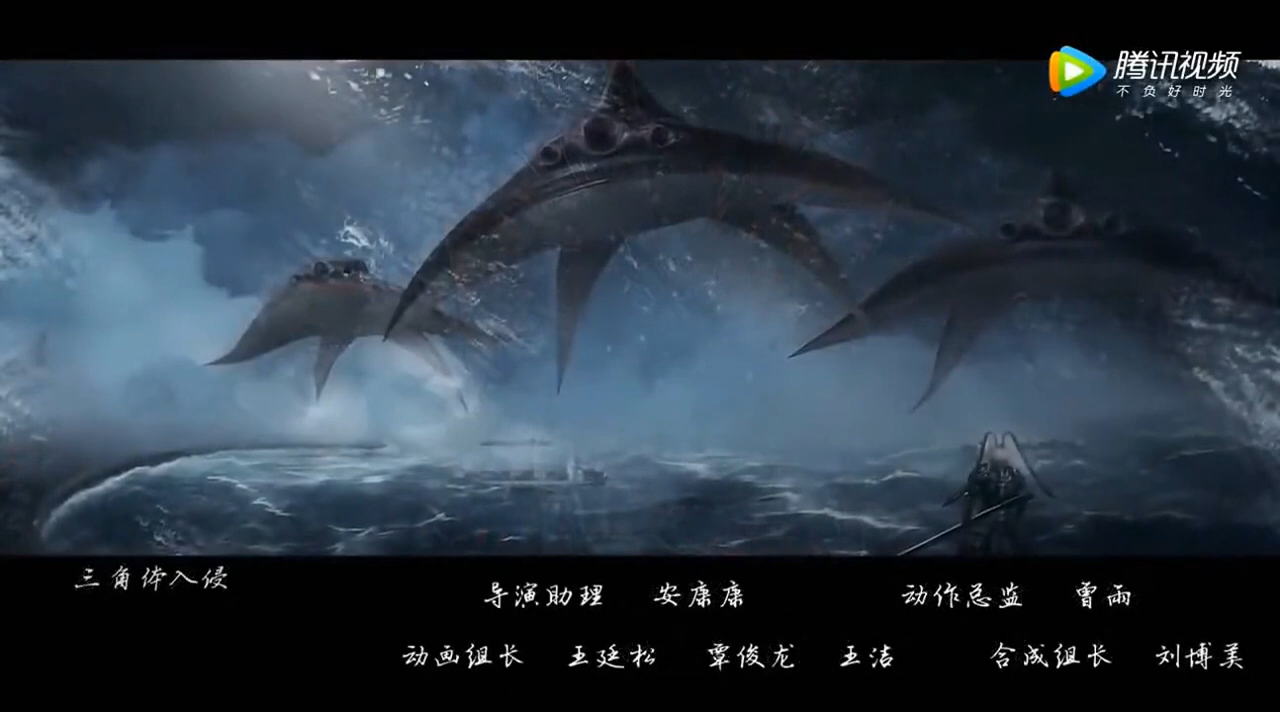 腾讯视频
不负好时光
三角体入侵
导演助理 安康康 动作总监 曾雨
动画组长 王廷松 覃俊龙 王洁 合成组长 刘博美